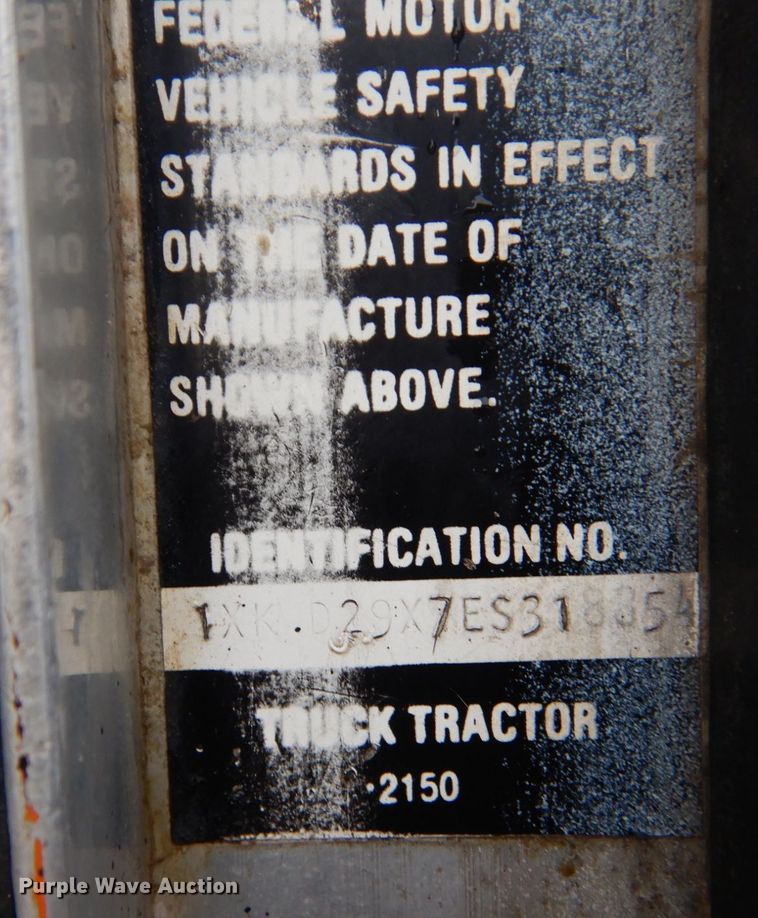 FEDERAL MOTOR
VEHICLE SAFETY
STANDARDS IN EFFECT
ON THE DATE OF
MANUFACTURE
SHOWN ABOVE.
IDENTIFICATION NO.
TRUCK TRACTOR
·2150
Purple Wave Auction